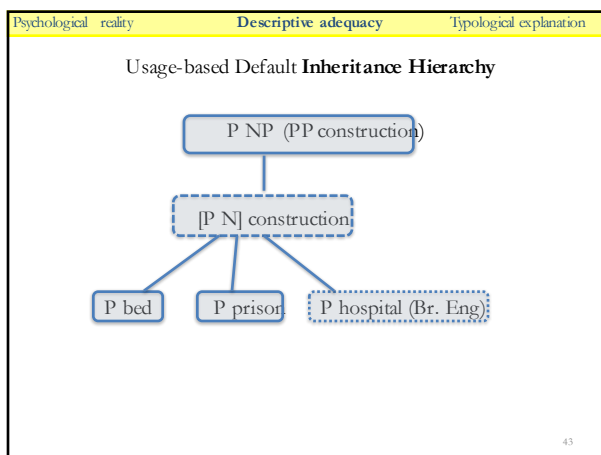 Psychological reality Descriptive adequacy Typological explanation
Usage-based Default Inheritance Hierarchy
P NP (PP construction)
[P N] construction
P bed P prison P hospital (Br. Eng)
43